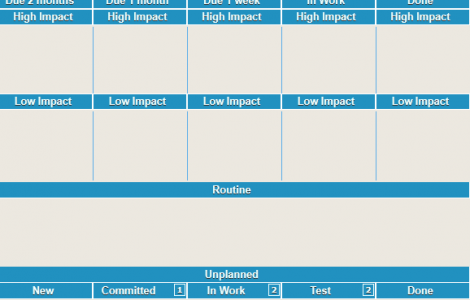 Due 2 months Due 1 month Due 1 week In Work Done
High Impact High Impact High Impact High Impact High Impact
Low Impact Low Impact Low Impact Low Impact Low Impact
Routine
Unplanned
New Committed 1 In Work 2 Test 2 Done